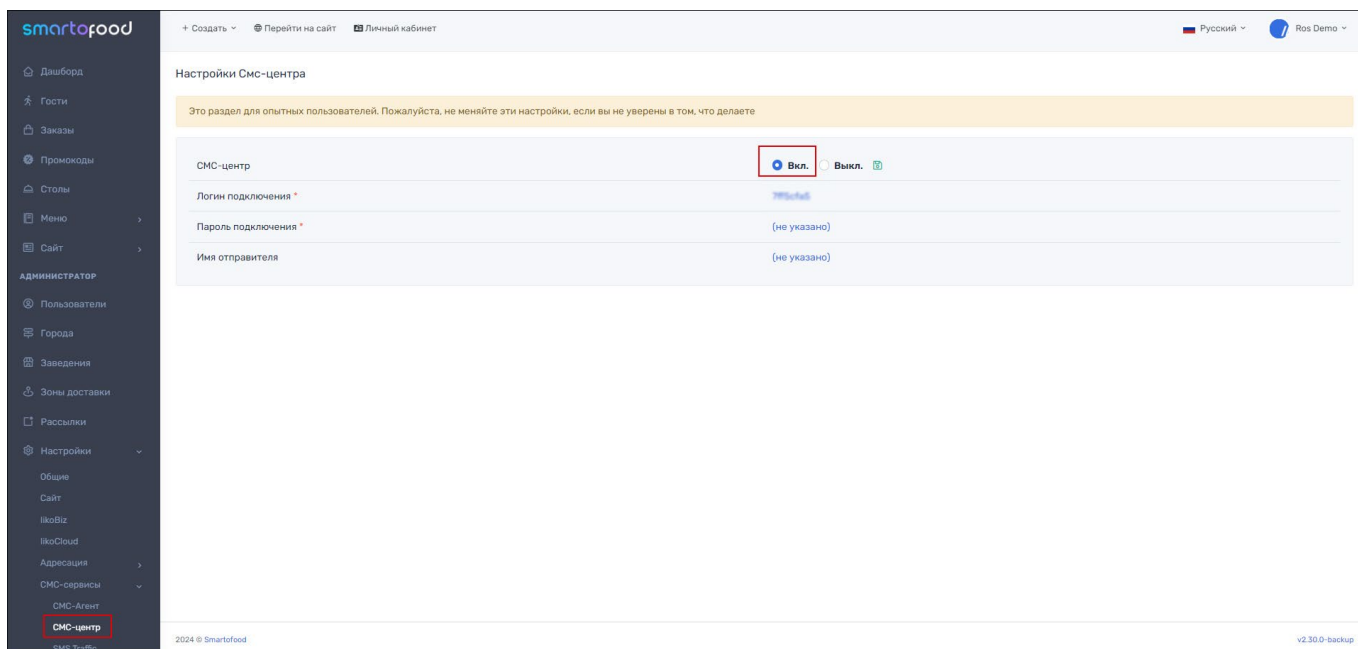 smartofood
+ Создать
Перейти на сайт
Личный кабинет
Русский
Ros Demo
Дашборд
Гости
Заказы
Промокоды
Столы
Меню
Сайт
АДМИНИСТРАТОР
Пользователи
Города
Заведения
Зоны доставки
Рассылки
Настройки
Общие
Сайт
IikoBiz
IikoCloud
Адресация
СМС-сервисы
СМС-Агент
СМС-центр
SMS Traffic
Настройки Смс-центра
Это раздел для опытных пользователей. Пожалуйста, не меняйте эти настройки, если вы не уверены в том, что делаете
СМС-центр
Вкл. Выкл.
Логин подключения *
Пароль подключения * (не указано)
Имя отправителя (не указано)
2024 © Smartofood
v2.30.0-backup